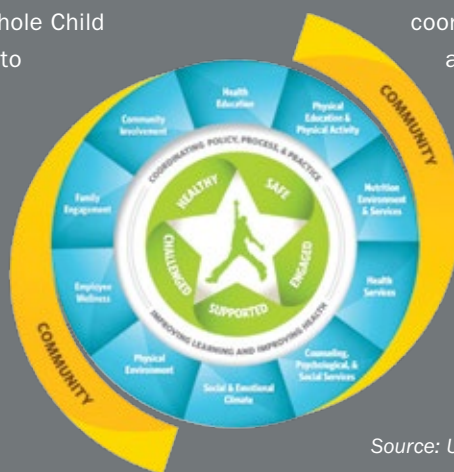 hole Child
to
coor
a
COMMUNITY
COMMUNITY
Health
Education
Physical
Education &
Physical Activity
Nutrition
Environment
& Services
Health
Services
Counseling,
Psychological, &
Social Services
Social & Emotional
Climate
Physical
Environment
Employee
Wellness
Family
Engagement
Community
Involvement
COORDINATING POLICY, PROCESS, & PRACTICE
IMPROVING LEARNING AND IMPROVING HEALTH
HEALTHY
SAFE
ENGAGED
SUPPORTED
CHALLENGED
Source: U